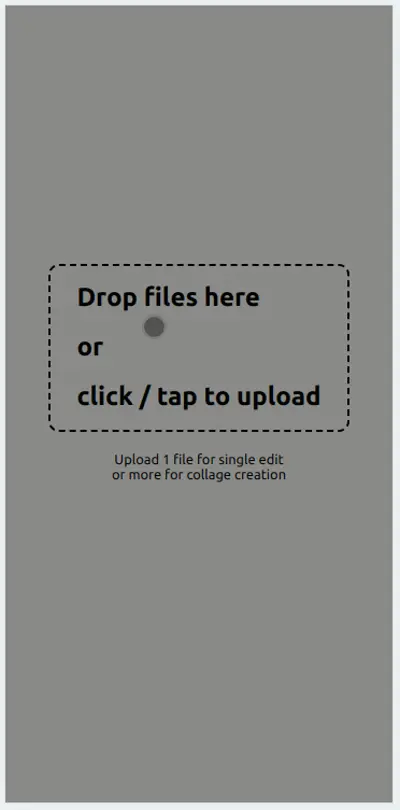 Drop files here
or
click / tap to upload
Upload 1 file for single edit
or more for collage creation